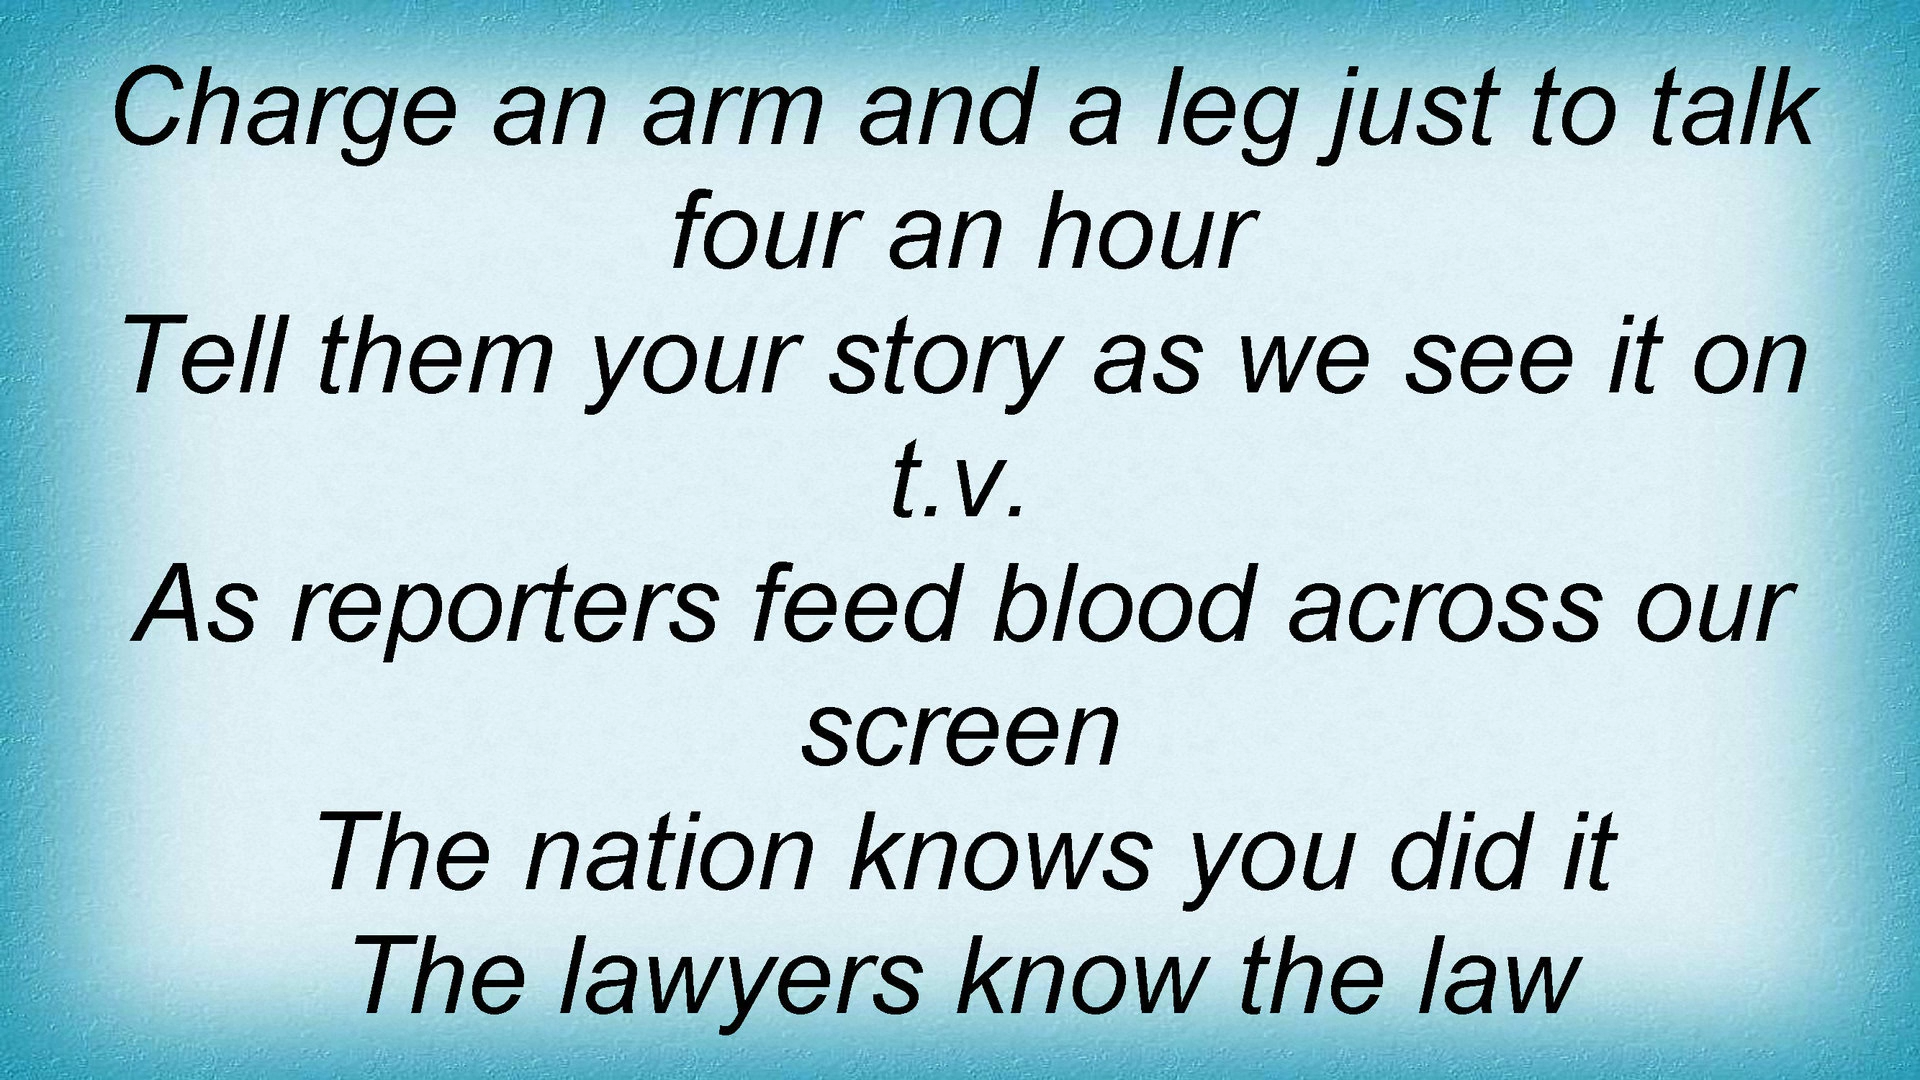 Charge an arm and a leg just to talk
four an hour
Tell them your story as we see it on
t.v.
As reporters feed blood across our
screen
The nation knows you did it
The lawyers know the law